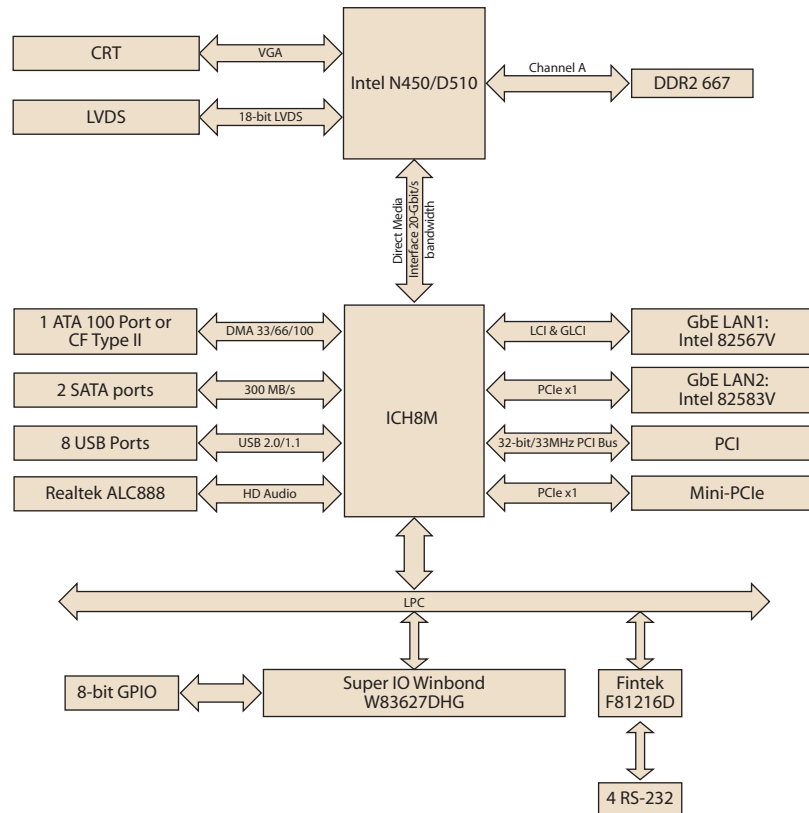 CRT
VGA
Intel N450/D510
Channel A
DDR2 667
LVDS
18-bit LVDS
Direct Media
Interface 20-Gbit/s
bandwidth
1 ATA 100 Port or
CF Type II
DMA 33/66/100
ICH8M
LCI & GLCI
GbE LAN1:
Intel 82567V
2 SATA ports
300 MB/s
PCIe x1
GbE LAN2:
Intel 82583V
8 USB Ports
USB 2.0/1.1
32-bit/33MHz PCI Bus
PCI
Realtek ALC888
HD Audio
PCIe x1
Mini-PCIe
LPC
8-bit GPIO
Super IO Winbond
W83627DHG
Fintek
F81216D
4 RS-232